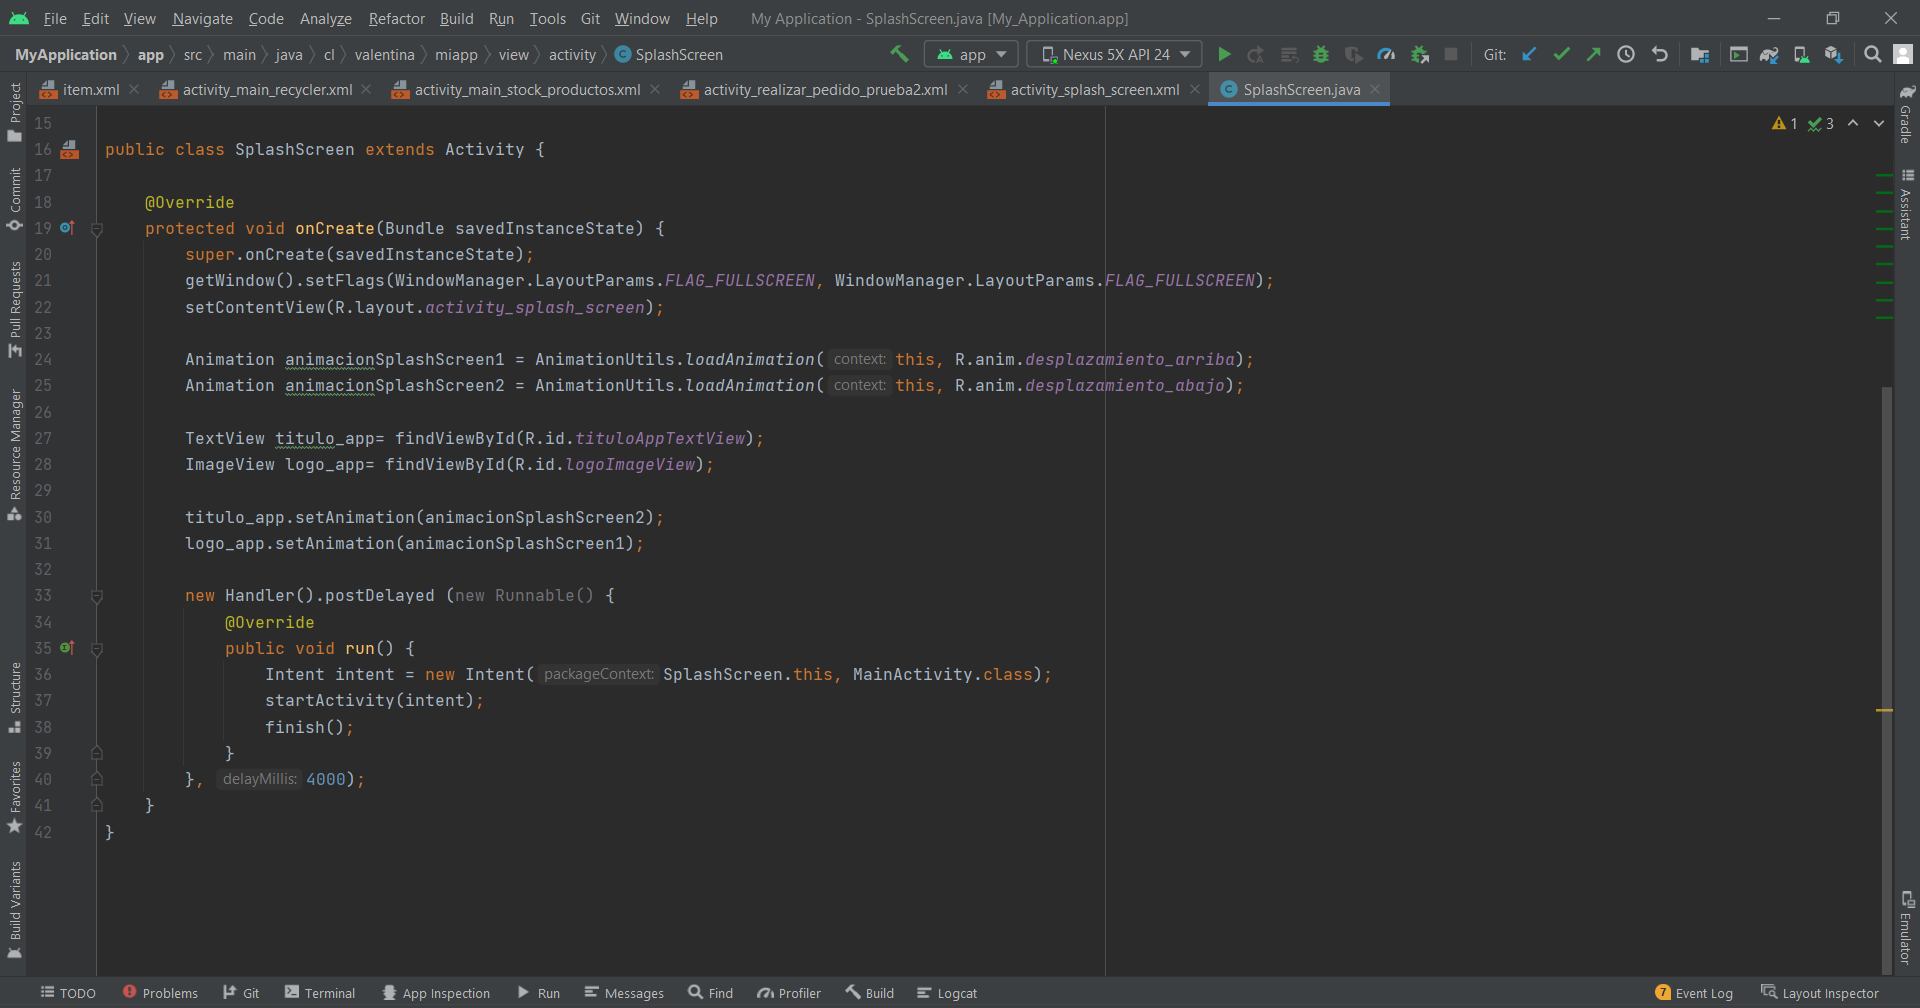 File Edit View Navigate Code Analyze Refactor Build Run Tools Git Window Help My Application - SplashScreen.java [My_Application.app]
MyApplication app src main java cl valentina miapp view activity SplashScreen app Nexus 5X API 24 Git:
item.xml activity_main_recycler.xml activity_main_stock_productos.xml activity_realizar_pedido_prueba2.xml activity_splash_screen.xml SplashScreen.java
Project
Commit
Pull Requests
Resource Manager
Structure
Favorites
Build Variants
1 3
15
16 public class SplashScreen extends Activity {
17
18 @Override
19 protected void onCreate(Bundle savedInstanceState) {
20 super.onCreate(savedInstanceState);
21 getWindow().setFlags(WindowManager.LayoutParams.FLAG_FULLSCREEN, WindowManager.LayoutParams.FLAG_FULLSCREEN);
22 setContentView(R.layout.activity_splash_screen);
23
24 Animation animacionSplashScreen1 = AnimationUtils.loadAnimation( context: this, R.anim.desplazamiento_arriba);
25 Animation animacionSplashScreen2 = AnimationUtils.loadAnimation( context: this, R.anim.desplazamiento_abajo);
26
27 TextView titulo_app= findViewById(R.id.tituloAppTextView);
28 ImageView logo_app= findViewById(R.id.logoImageView);
29
30 titulo_app.setAnimation(animacionSplashScreen2);
31 logo_app.setAnimation(animacionSplashScreen1);
32
33 new Handler().postDelayed (new Runnable() {
34 @Override
35 public void run() {
36 Intent intent = new Intent( packageContext: SplashScreen.this, MainActivity.class);
37 startActivity(intent);
38 finish();
39 }
40 }, delayMillis: 4000);
41 }
42 }
Gradle
Assistant
Emulator
TODO Problems Git Terminal App Inspection Run Messages Find Profiler Build Logcat 7 Event Log Layout Inspector